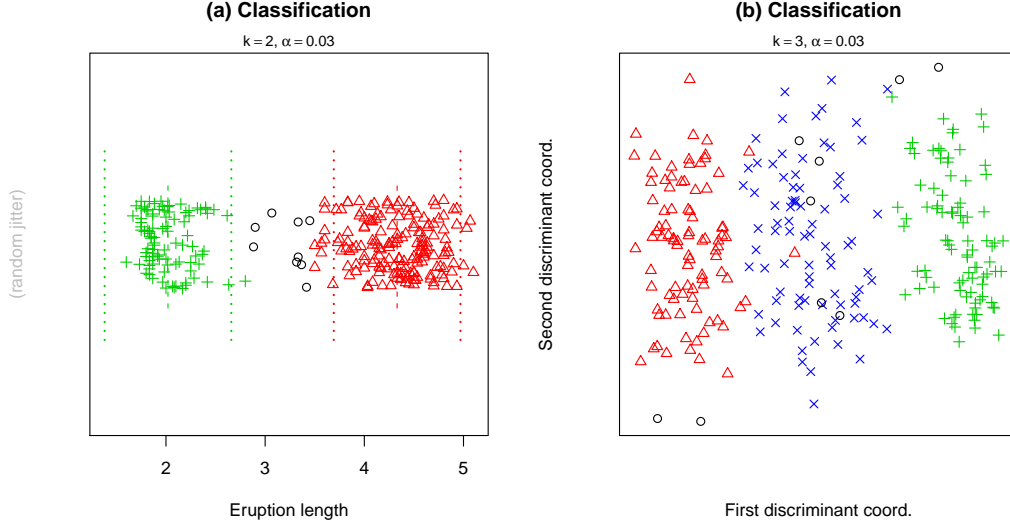 (a) Classification
k = 2, α = 0.03
(random jitter)
2 3 4 5
Eruption length
(b) Classification
k = 3, α = 0.03
Second discriminant coord.
First discriminant coord.